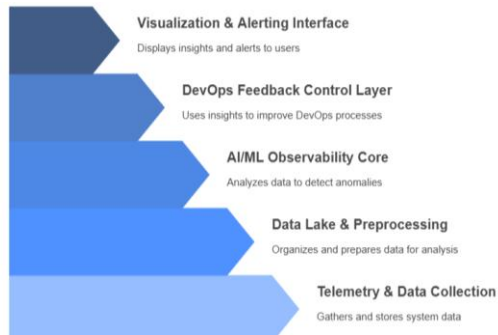 Visualization & Alerting Interface
Displays insights and alerts to users
DevOps Feedback Control Layer
Uses insights to improve DevOps processes
AI/ML Observability Core
Analyzes data to detect anomalies
Data Lake & Preprocessing
Organizes and prepares data for analysis
Telemetry & Data Collection
Gathers and stores system data